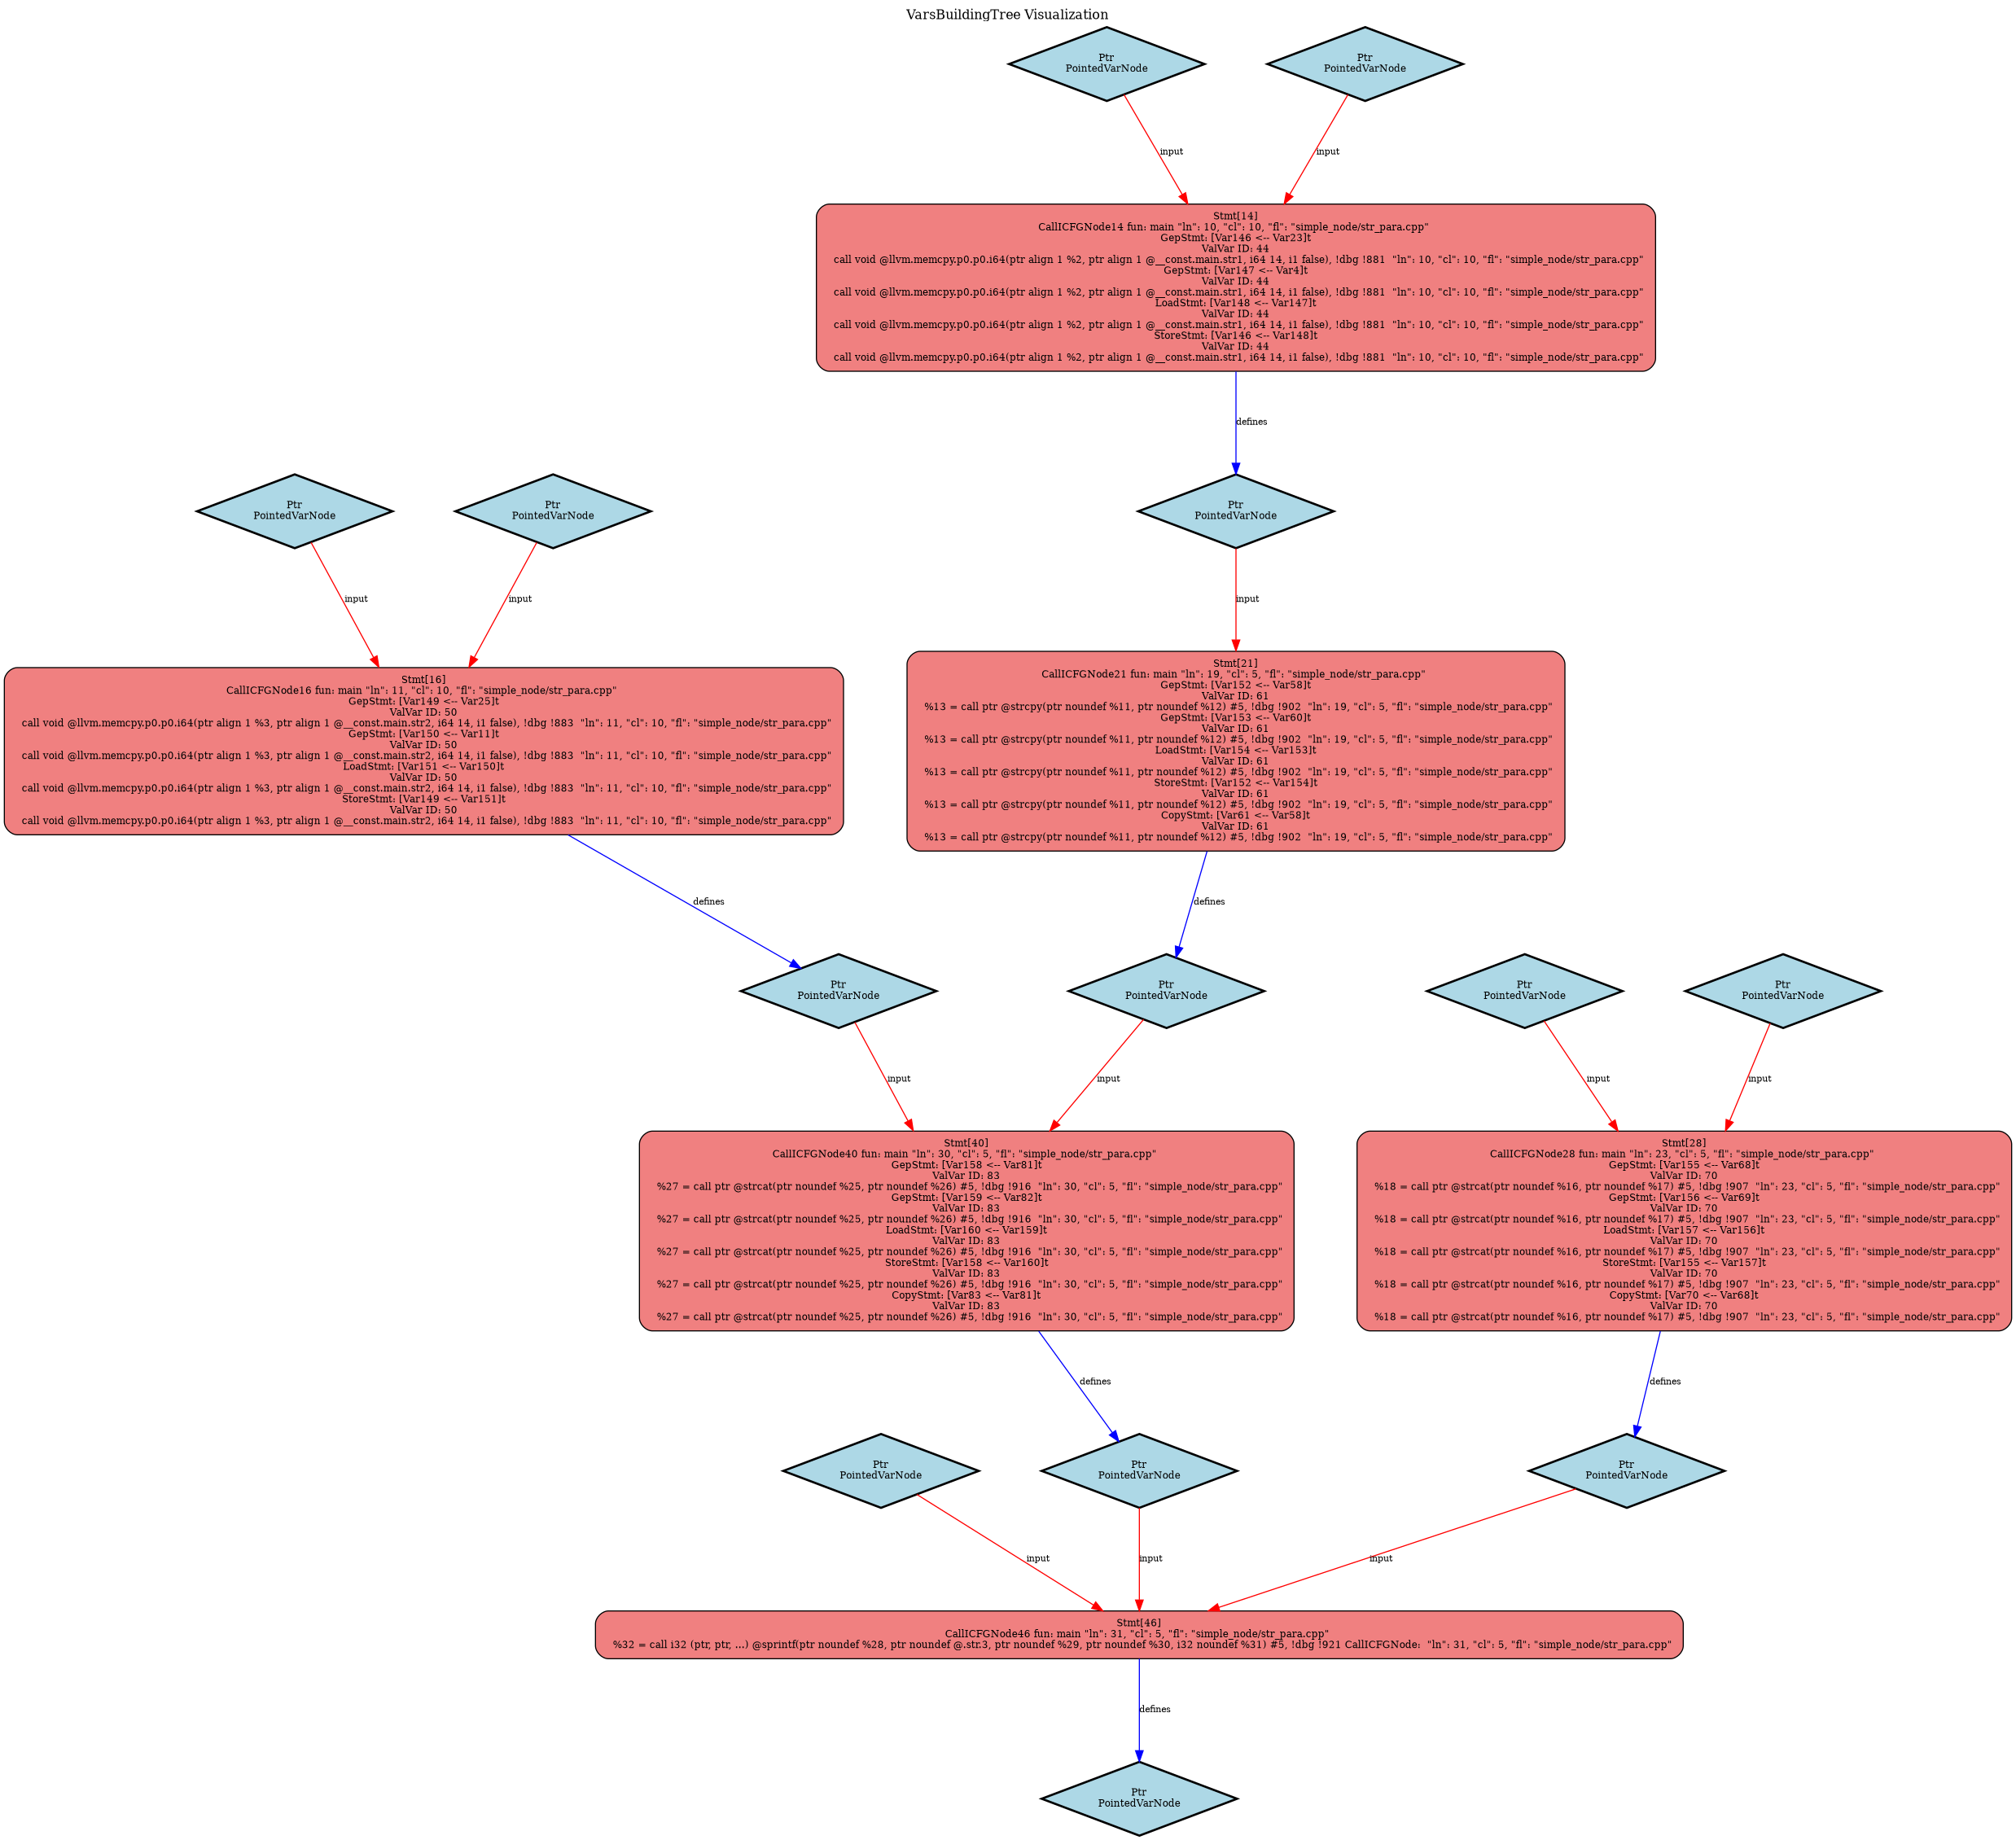 VarsBuildingTree Visualization
Ptr
PointedVarNode
Ptr
PointedVarNode
input
input
Stmt[14]
CallICFGNode14 fun: main "ln": 10, "cl": 10, "fl": "simple_node/str_para.cpp"
GepStmt: [Var146 <-- Var23]t
ValVar ID: 44
call void @llvm.memcpy.p0.p0.i64(ptr align 1 %2, ptr align 1 @__const.main.str1, i64 14, i1 false), !dbg !881 "ln": 10, "cl": 10, "fl": "simple_node/str_para.cpp"
GepStmt: [Var147 <-- Var4]t
ValVar ID: 44
call void @llvm.memcpy.p0.p0.i64(ptr align 1 %2, ptr align 1 @__const.main.str1, i64 14, i1 false), !dbg !881 "ln": 10, "cl": 10, "fl": "simple_node/str_para.cpp"
LoadStmt: [Var148 <-- Var147]t
ValVar ID: 44
call void @llvm.memcpy.p0.p0.i64(ptr align 1 %2, ptr align 1 @__const.main.str1, i64 14, i1 false), !dbg !881 "ln": 10, "cl": 10, "fl": "simple_node/str_para.cpp"
StoreStmt: [Var146 <-- Var148]t
ValVar ID: 44
call void @llvm.memcpy.p0.p0.i64(ptr align 1 %2, ptr align 1 @__const.main.str1, i64 14, i1 false), !dbg !881 "ln": 10, "cl": 10, "fl": "simple_node/str_para.cpp"
defines
Ptr
PointedVarNode
Ptr
PointedVarNode
Ptr
PointedVarNode
input
input
input
Stmt[16]
CallICFGNode16 fun: main "ln": 11, "cl": 10, "fl": "simple_node/str_para.cpp"
GepStmt: [Var149 <-- Var25]t
ValVar ID: 50
call void @llvm.memcpy.p0.p0.i64(ptr align 1 %3, ptr align 1 @__const.main.str2, i64 14, i1 false), !dbg !883 "ln": 11, "cl": 10, "fl": "simple_node/str_para.cpp"
GepStmt: [Var150 <-- Var11]t
ValVar ID: 50
call void @llvm.memcpy.p0.p0.i64(ptr align 1 %3, ptr align 1 @__const.main.str2, i64 14, i1 false), !dbg !883 "ln": 11, "cl": 10, "fl": "simple_node/str_para.cpp"
LoadStmt: [Var151 <-- Var150]t
ValVar ID: 50
call void @llvm.memcpy.p0.p0.i64(ptr align 1 %3, ptr align 1 @__const.main.str2, i64 14, i1 false), !dbg !883 "ln": 11, "cl": 10, "fl": "simple_node/str_para.cpp"
StoreStmt: [Var149 <-- Var151]t
ValVar ID: 50
call void @llvm.memcpy.p0.p0.i64(ptr align 1 %3, ptr align 1 @__const.main.str2, i64 14, i1 false), !dbg !883 "ln": 11, "cl": 10, "fl": "simple_node/str_para.cpp"
Stmt[21]
CallICFGNode21 fun: main "ln": 19, "cl": 5, "fl": "simple_node/str_para.cpp"
GepStmt: [Var152 <-- Var58]t
ValVar ID: 61
%13 = call ptr @strcpy(ptr noundef %11, ptr noundef %12) #5, !dbg !902 "ln": 19, "cl": 5, "fl": "simple_node/str_para.cpp"
GepStmt: [Var153 <-- Var60]t
ValVar ID: 61
%13 = call ptr @strcpy(ptr noundef %11, ptr noundef %12) #5, !dbg !902 "ln": 19, "cl": 5, "fl": "simple_node/str_para.cpp"
LoadStmt: [Var154 <-- Var153]t
ValVar ID: 61
%13 = call ptr @strcpy(ptr noundef %11, ptr noundef %12) #5, !dbg !902 "ln": 19, "cl": 5, "fl": "simple_node/str_para.cpp"
StoreStmt: [Var152 <-- Var154]t
ValVar ID: 61
%13 = call ptr @strcpy(ptr noundef %11, ptr noundef %12) #5, !dbg !902 "ln": 19, "cl": 5, "fl": "simple_node/str_para.cpp"
CopyStmt: [Var61 <-- Var58]t
ValVar ID: 61
%13 = call ptr @strcpy(ptr noundef %11, ptr noundef %12) #5, !dbg !902 "ln": 19, "cl": 5, "fl": "simple_node/str_para.cpp"
defines
defines
Ptr
PointedVarNode
Ptr
PointedVarNode
Ptr
PointedVarNode
Ptr
PointedVarNode
input
input
input
input
Stmt[40]
CallICFGNode40 fun: main "ln": 30, "cl": 5, "fl": "simple_node/str_para.cpp"
GepStmt: [Var158 <-- Var81]t
ValVar ID: 83
%27 = call ptr @strcat(ptr noundef %25, ptr noundef %26) #5, !dbg !916 "ln": 30, "cl": 5, "fl": "simple_node/str_para.cpp"
GepStmt: [Var159 <-- Var82]t
ValVar ID: 83
%27 = call ptr @strcat(ptr noundef %25, ptr noundef %26) #5, !dbg !916 "ln": 30, "cl": 5, "fl": "simple_node/str_para.cpp"
LoadStmt: [Var160 <-- Var159]t
ValVar ID: 83
%27 = call ptr @strcat(ptr noundef %25, ptr noundef %26) #5, !dbg !916 "ln": 30, "cl": 5, "fl": "simple_node/str_para.cpp"
StoreStmt: [Var158 <-- Var160]t
ValVar ID: 83
%27 = call ptr @strcat(ptr noundef %25, ptr noundef %26) #5, !dbg !916 "ln": 30, "cl": 5, "fl": "simple_node/str_para.cpp"
CopyStmt: [Var83 <-- Var81]t
ValVar ID: 83
%27 = call ptr @strcat(ptr noundef %25, ptr noundef %26) #5, !dbg !916 "ln": 30, "cl": 5, "fl": "simple_node/str_para.cpp"
Stmt[28]
CallICFGNode28 fun: main "ln": 23, "cl": 5, "fl": "simple_node/str_para.cpp"
GepStmt: [Var155 <-- Var68]t
ValVar ID: 70
%18 = call ptr @strcat(ptr noundef %16, ptr noundef %17) #5, !dbg !907 "ln": 23, "cl": 5, "fl": "simple_node/str_para.cpp"
GepStmt: [Var156 <-- Var69]t
ValVar ID: 70
%18 = call ptr @strcat(ptr noundef %16, ptr noundef %17) #5, !dbg !907 "ln": 23, "cl": 5, "fl": "simple_node/str_para.cpp"
LoadStmt: [Var157 <-- Var156]t
ValVar ID: 70
%18 = call ptr @strcat(ptr noundef %16, ptr noundef %17) #5, !dbg !907 "ln": 23, "cl": 5, "fl": "simple_node/str_para.cpp"
StoreStmt: [Var155 <-- Var157]t
ValVar ID: 70
%18 = call ptr @strcat(ptr noundef %16, ptr noundef %17) #5, !dbg !907 "ln": 23, "cl": 5, "fl": "simple_node/str_para.cpp"
CopyStmt: [Var70 <-- Var68]t
ValVar ID: 70
%18 = call ptr @strcat(ptr noundef %16, ptr noundef %17) #5, !dbg !907 "ln": 23, "cl": 5, "fl": "simple_node/str_para.cpp"
defines
defines
Ptr
PointedVarNode
Ptr
PointedVarNode
Ptr
PointedVarNode
input
input
input
Stmt[46]
CallICFGNode46 fun: main "ln": 31, "cl": 5, "fl": "simple_node/str_para.cpp"
%32 = call i32 (ptr, ptr, ...) @sprintf(ptr noundef %28, ptr noundef @.str.3, ptr noundef %29, ptr noundef %30, i32 noundef %31) #5, !dbg !921 CallICFGNode: "ln": 31, "cl": 5, "fl": "simple_node/str_para.cpp"
defines
Ptr
PointedVarNode